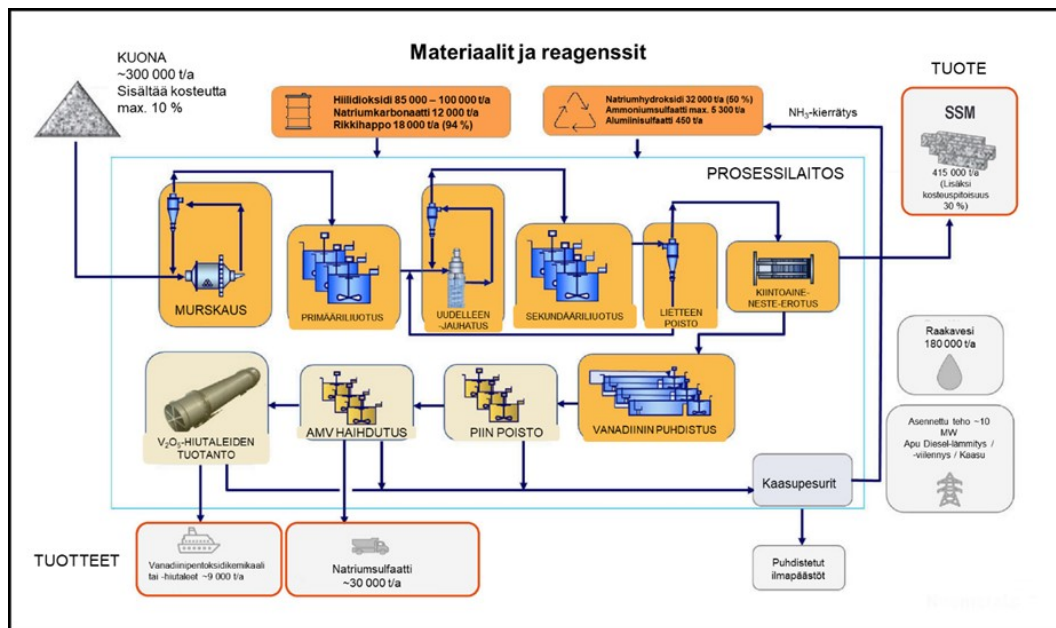 Materiaalit ja reagenssit
KUONA
~300 000 t/a
Sisältää kosteutta
max. 10 %
Hiilidioksidi 85 000 – 100 000 t/a
Natriumkarbonaatti 12 000 t/a
Rikkihappo 18 000 t/a (94 %)
Natriumhydroksidi 32 000 t/a (50 %)
Ammoniumsulfaatti max. 5 300 t/a
Alumiinisulfaatti 450 t/a
NH₃-kierrätys
TUOTE
SSM
415 000 t/a
(Lisäksi
kosteuspitoisuus
30 %)
PROSESSILAITOS
MURSKAUS
PRIMÄÄRILIUOTUS
UUDELLEEN
-JAUHATUS
SEKUNDÄÄRILIUOTUS
LIETTEEN
POISTO
KIINTOAINE-
NESTE-EROTUS
V₂O₅-HIUTALEIDEN
TUOTANTO
AMV HAIHDUTUS
PIIN POISTO
VANADIININ PUHDISTUS
Raakavesi
180 000 t/a
Asennettu teho ~10
MW
Apu Diesel-lämmitys /
-viilennys / Kaasu
Kaasupesurit
TUOTTEET
Vanadiinipentoksidikemikaali
tai -hiutaleet ~9 000 t/a
Natriumsulfaatti
~30 000 t/a
Puhdistetut
ilmapäästöt